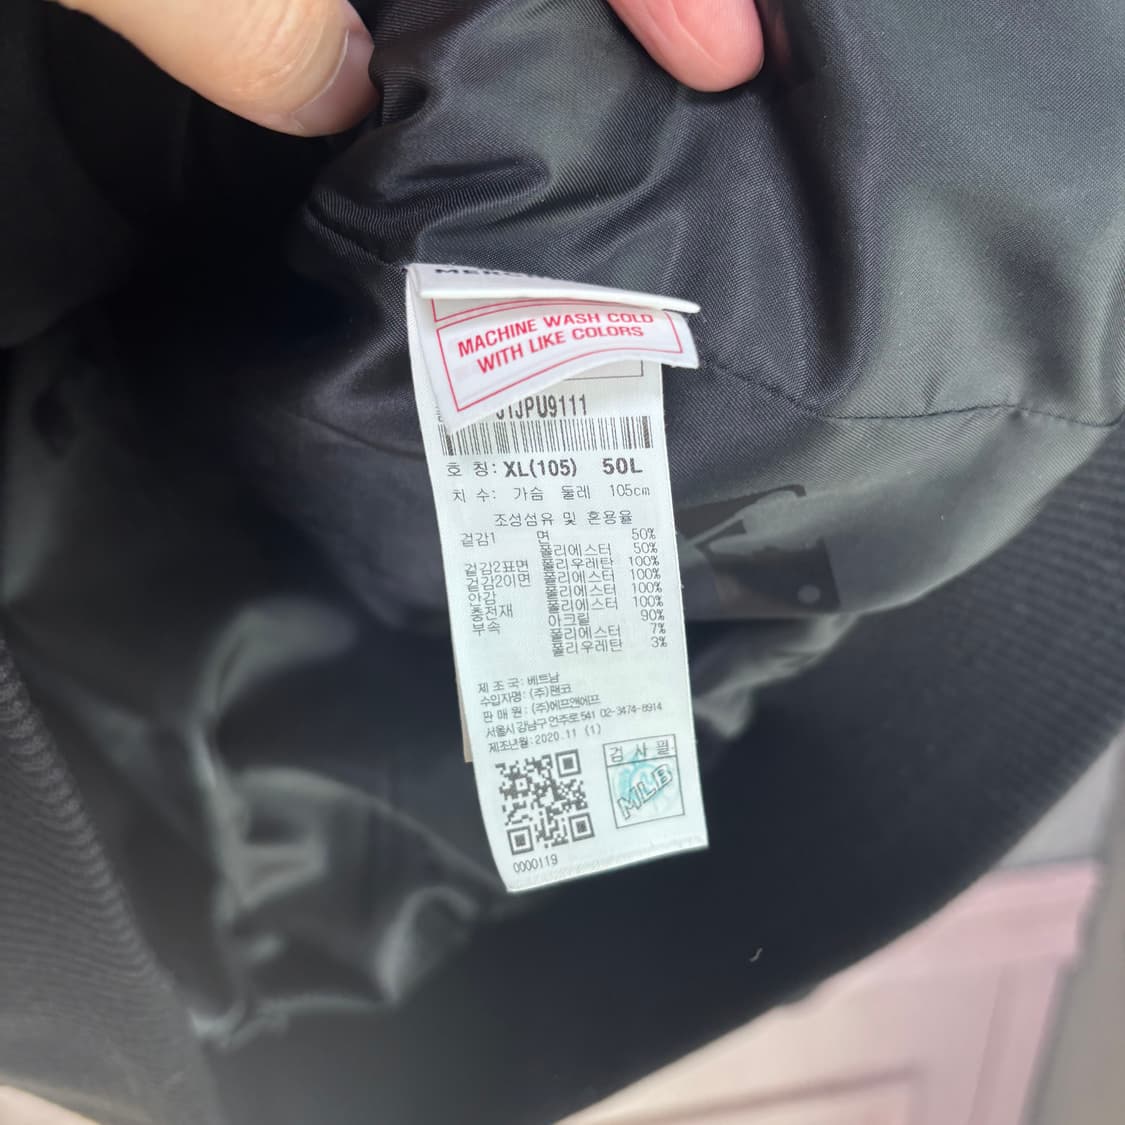 MACHINE WASH COLD
WITH LIKE COLORS
31JPU9111
호 칭: XL(105) 50L
치 수: 가슴 둘레 105cm
조성섬유 및 혼용율
겉감1 면 50%
폴리에스터 50%
겉감2표면 폴리우레탄 100%
겉감2이면 폴리에스터 100%
안감 폴리에스터 100%
충전재 폴리에스터 100%
부속 아크릴 90%
폴리에스터 7%
폴리우레탄 3%
제 조 국: 베트남
수입자명: (주)팬코
판 매 원: (주)에프앤에프
서울시 강남구 언주로 541 02-3474-8914
제조년월: 2020.11 (1)
검 사 필
MLB
0000119